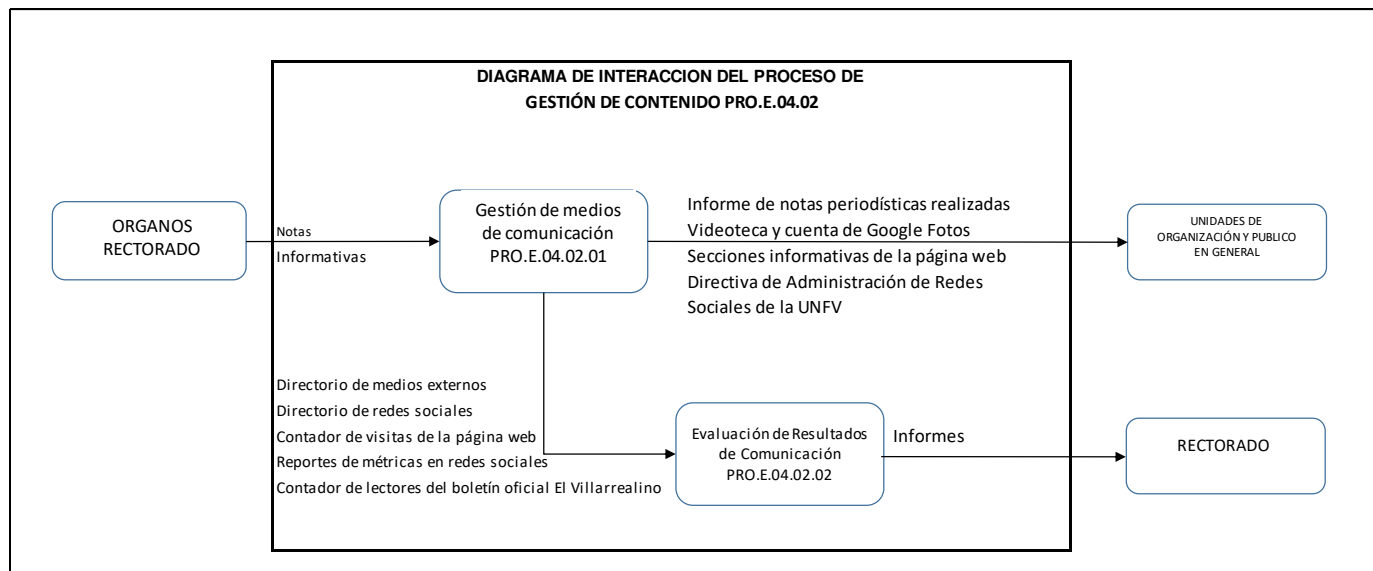 DIAGRAMA DE INTERACCION DEL PROCESO DE
GESTIÓN DE CONTENIDO PRO.E.04.02
ORGANOS
RECTORADO
Notas
Informativas
Gestión de medios
de comunicación
PRO.E.04.02.01
Informe de notas periodísticas realizadas
Videoteca y cuenta de Google Fotos
Secciones informativas de la página web
Directiva de Administración de Redes
Sociales de la UNFV
UNIDADES DE
ORGANIZACIÓN Y PUBLICO
EN GENERAL
Directorio de medios externos
Directorio de redes sociales
Contador de visitas de la página web
Reportes de métricas en redes sociales
Contador de lectores del boletín oficial El Villarrealino
Evaluación de Resultados
de Comunicación
PRO.E.04.02.02
Informes
RECTORADO